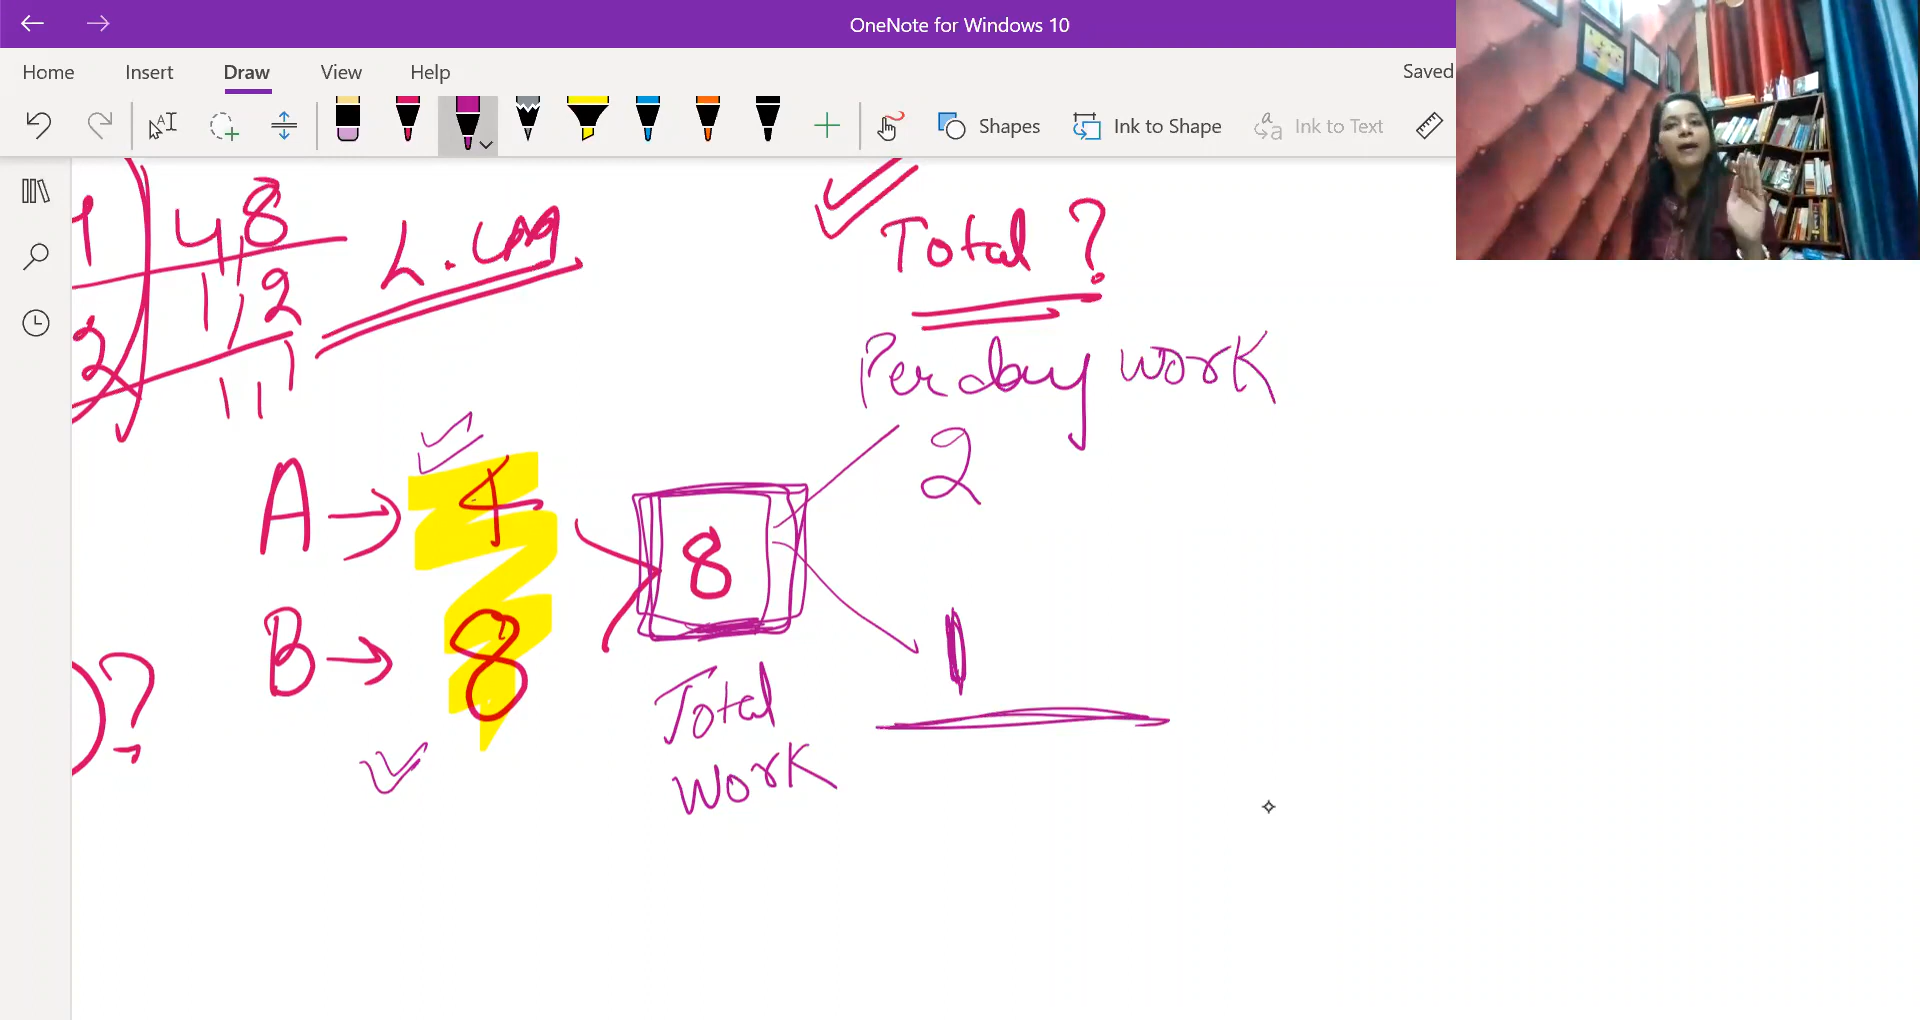 OneNote for Windows 10
Home Insert Draw View Help Saved
Shapes Ink to Shape Ink to Text
4 4,8 L.CM Total ?
2 1,2
1 1
Per day work
A → 4 8 2
B → 8 1
?
Total
work